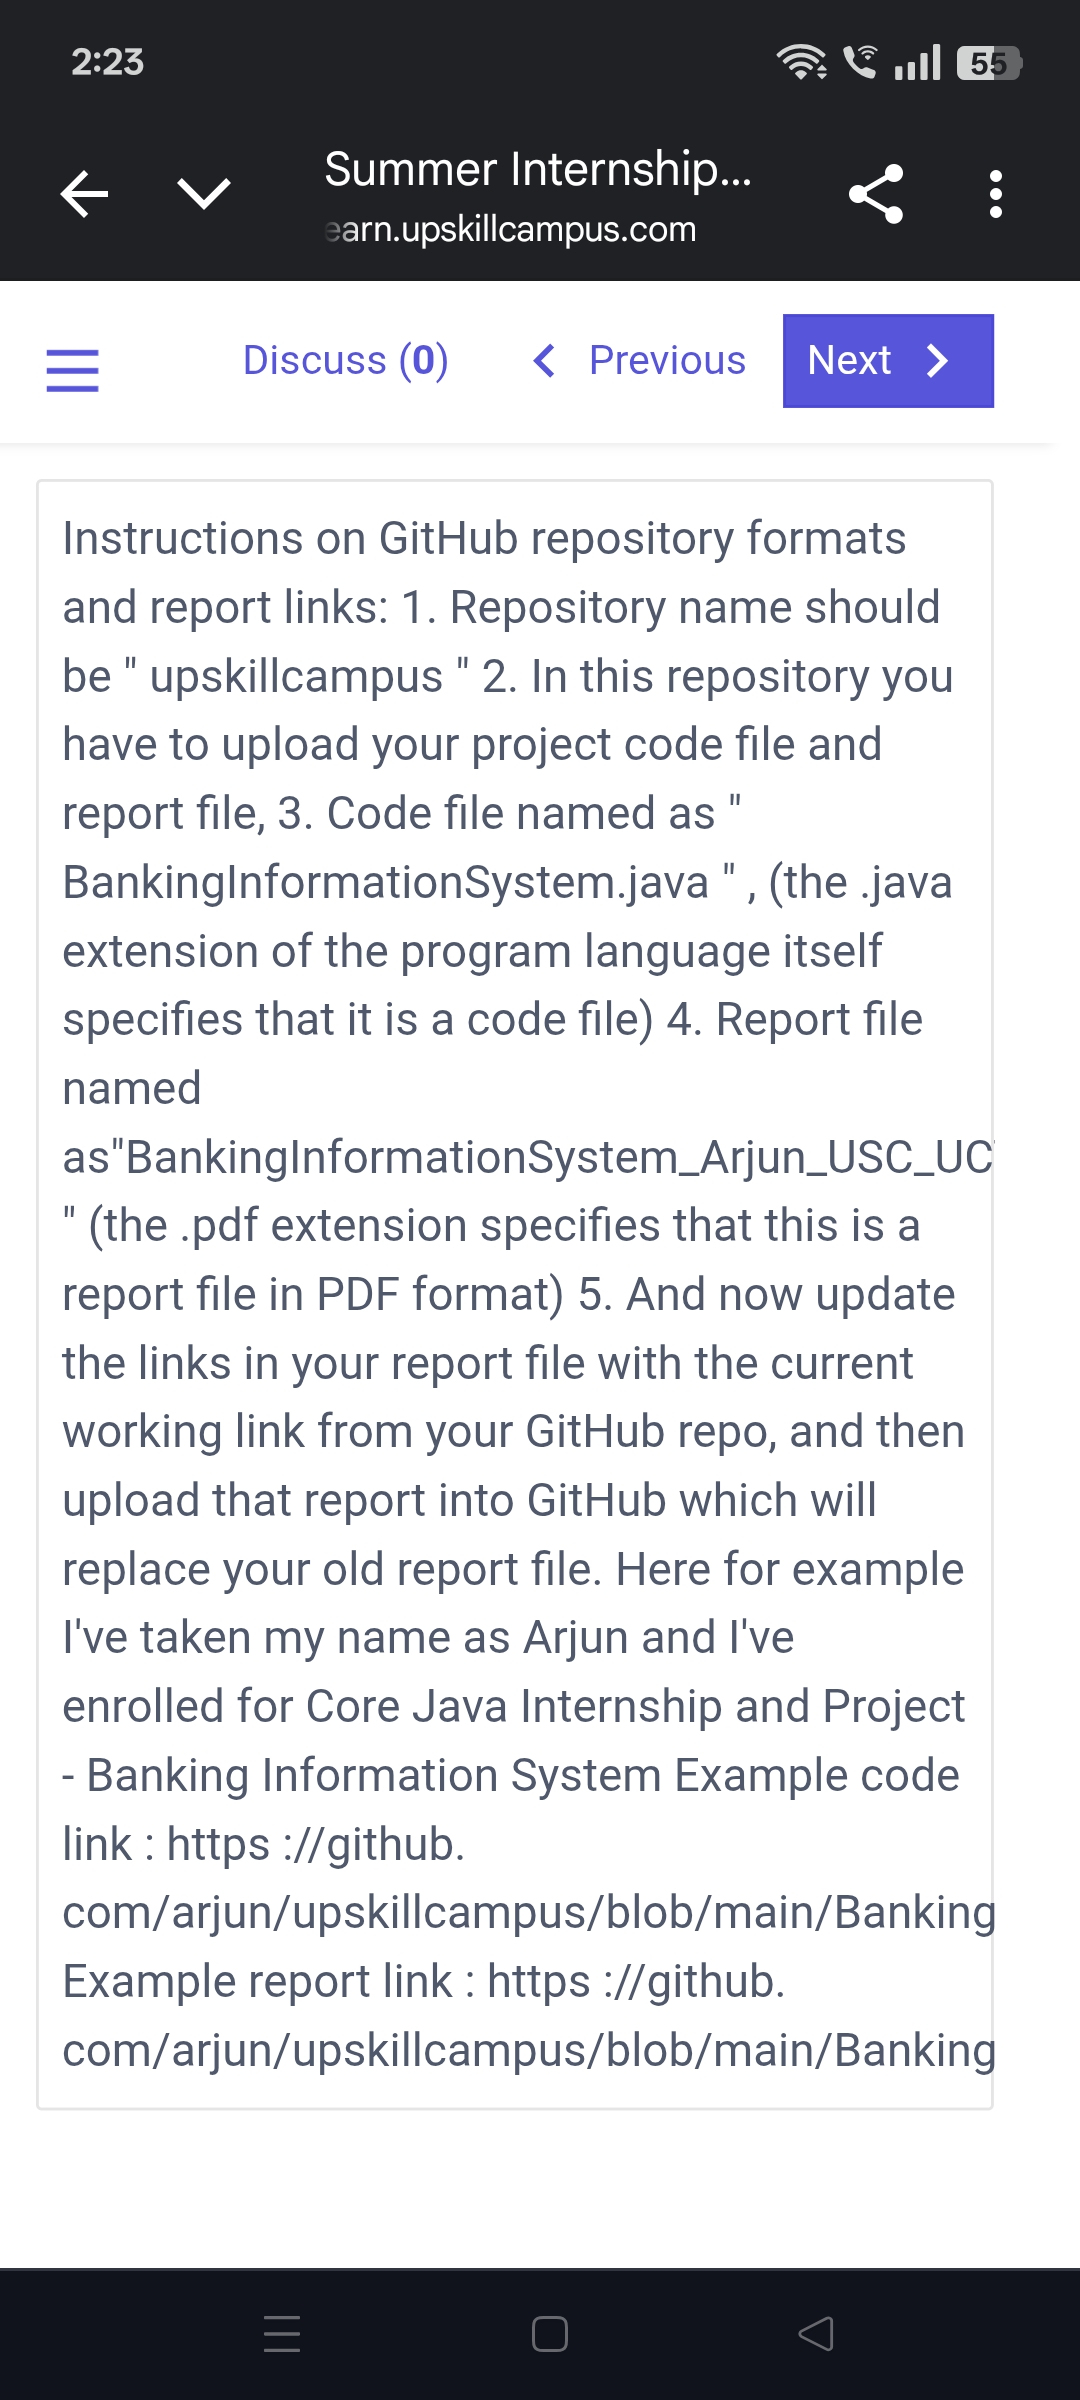 2:23
55
Summer Internship...
earn.upskillcampus.com
Discuss (0)
Previous
Next
Instructions on GitHub repository formats
and report links: 1. Repository name should
be " upskillcampus " 2. In this repository you
have to upload your project code file and
report file, 3. Code file named as "
BankingInformationSystem.java " , (the .java
extension of the program language itself
specifies that it is a code file) 4. Report file
named
as"BankingInformationSystem_Arjun_USC_UC
" (the .pdf extension specifies that this is a
report file in PDF format) 5. And now update
the links in your report file with the current
working link from your GitHub repo, and then
upload that report into GitHub which will
replace your old report file. Here for example
I've taken my name as Arjun and I've
enrolled for Core Java Internship and Project
- Banking Information System Example code
link : https ://github.
com/arjun/upskillcampus/blob/main/Banking
Example report link : https ://github.
com/arjun/upskillcampus/blob/main/Banking